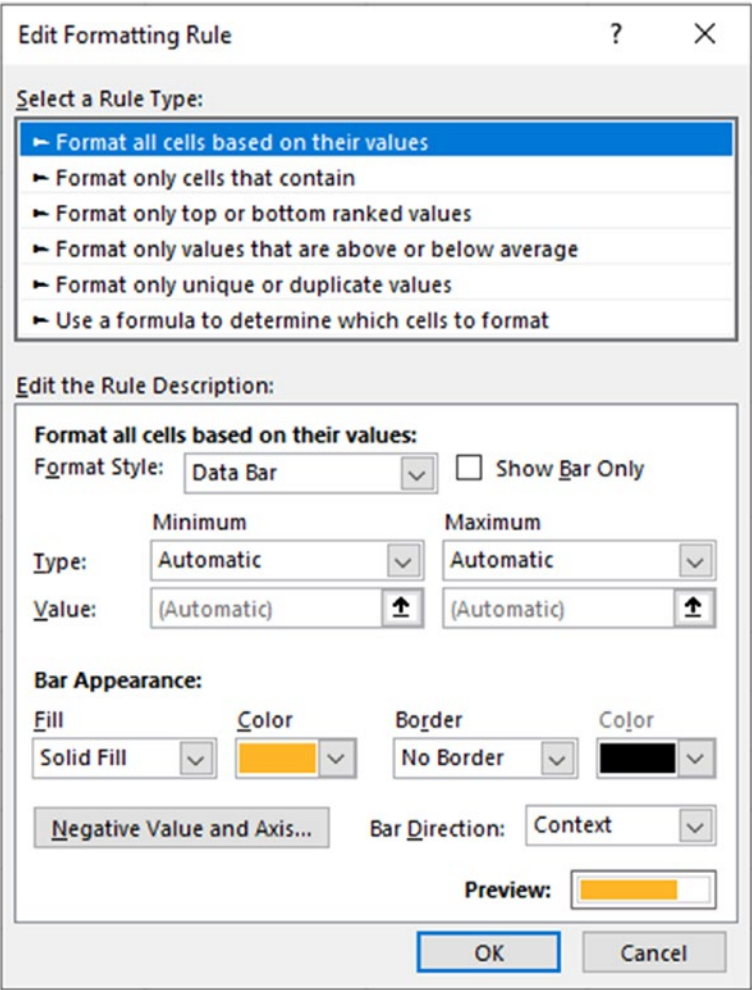 Edit Formatting Rule ? ×
Select a Rule Type:
► Format all cells based on their values
► Format only cells that contain
► Format only top or bottom ranked values
► Format only values that are above or below average
► Format only unique or duplicate values
► Use a formula to determine which cells to format
Edit the Rule Description:
Format all cells based on their values:
Format Style: Data Bar Show Bar Only
Minimum Maximum
Type: Automatic Automatic
Value: (Automatic) (Automatic)
Bar Appearance:
Fill Color Border Color
Solid Fill No Border
Negative Value and Axis... Bar Direction: Context
Preview:
OK Cancel